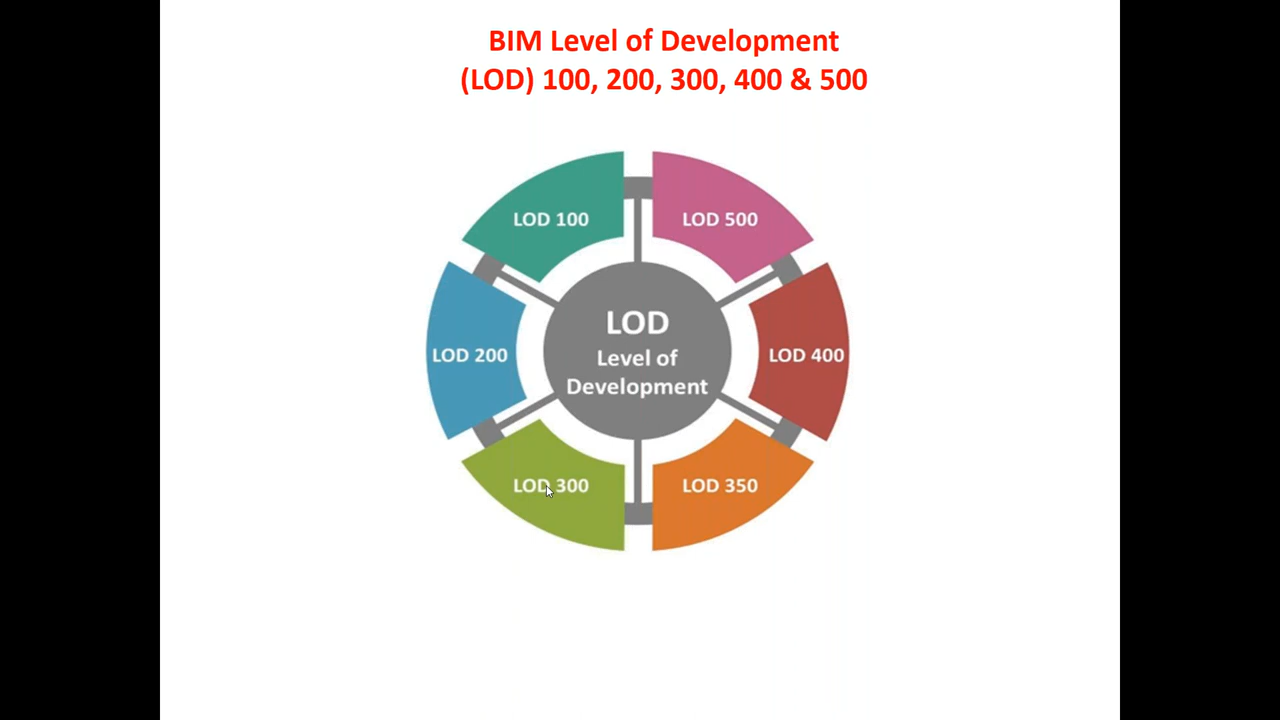 BIM Level of Development
(LOD) 100, 200, 300, 400 & 500
LOD 100
LOD 500
LOD 200
LOD
Level of
Development
LOD 400
LOD 300
LOD 350